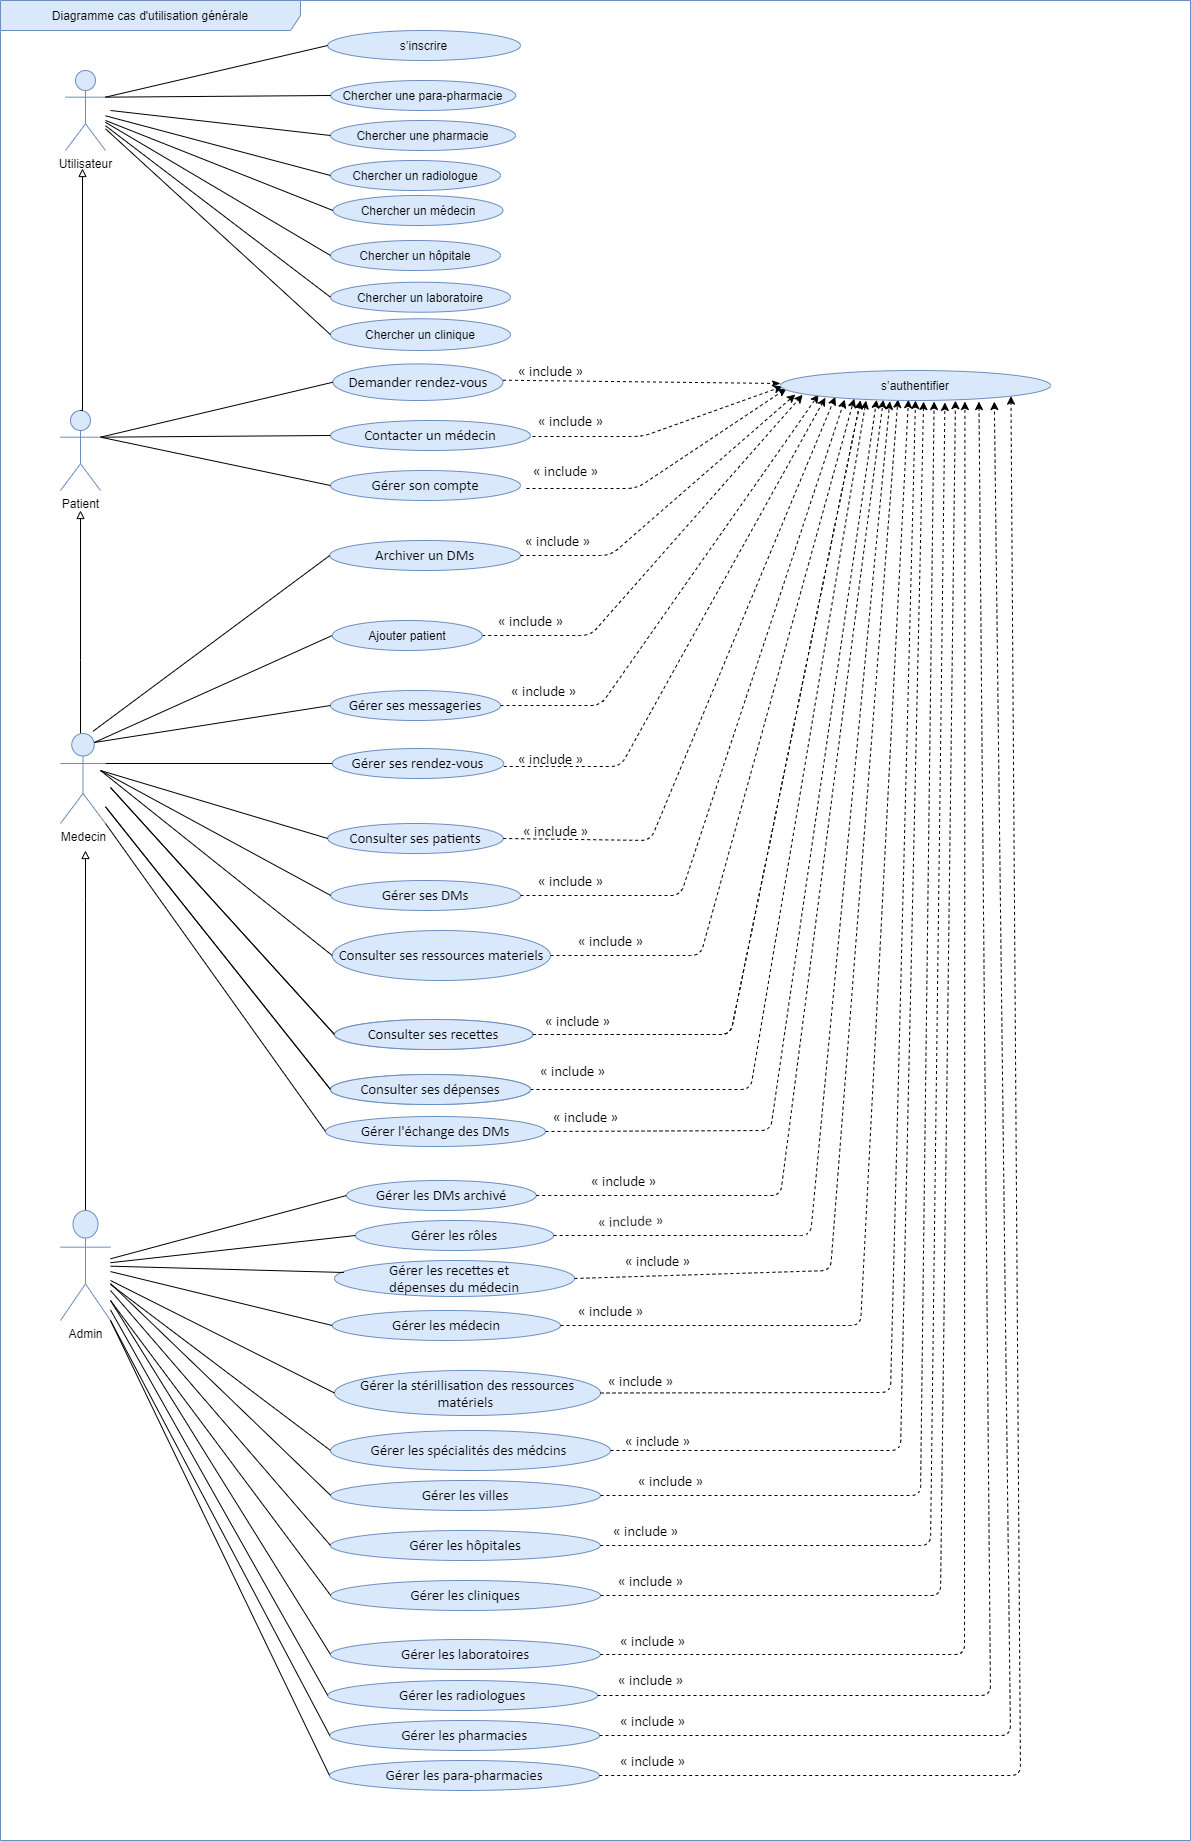 Diagramme cas d'utilisation générale
s'inscrire
Chercher une para-pharmacie
Chercher une pharmacie
Utilisateur
Chercher un radiologue
Chercher un médecin
Chercher un hôpitale
Chercher un laboratoire
Chercher un clinique
« include »
Demander rendez-vous
s'authentifier
« include »
Contacter un médecin
« include »
Gérer son compte
Patient
« include »
Archiver un DMs
« include »
Ajouter patient
« include »
Gérer ses messageries
« include »
Gérer ses rendez-vous
« include »
Medecin
Consulter ses patients
« include »
Gérer ses DMs
« include »
Consulter ses ressources materiels
« include »
Consulter ses recettes
« include »
Consulter ses dépenses
« include »
Gérer l'échange des DMs
« include »
Gérer les DMs archivé
« include »
Gérer les rôles
« include »
Gérer les recettes et
dépenses du médecin
« include »
Gérer les médecin
Admin
« include »
Gérer la stérillisation des ressources
matériels
« include »
Gérer les spécialités des médcins
« include »
Gérer les villes
« include »
Gérer les hôpitales
« include »
Gérer les cliniques
« include »
Gérer les laboratoires
« include »
Gérer les radiologues
« include »
Gérer les pharmacies
« include »
Gérer les para-pharmacies